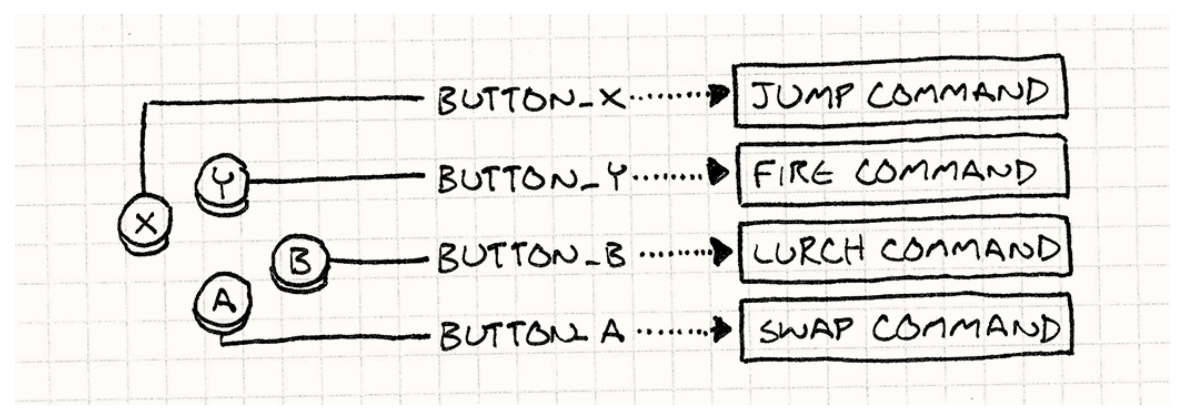 BUTTON_X JUMP COMMAND
Y BUTTON_Y FIRE COMMAND
X
B BUTTON_B LURCH COMMAND
A
BUTTON_A SWAP COMMAND